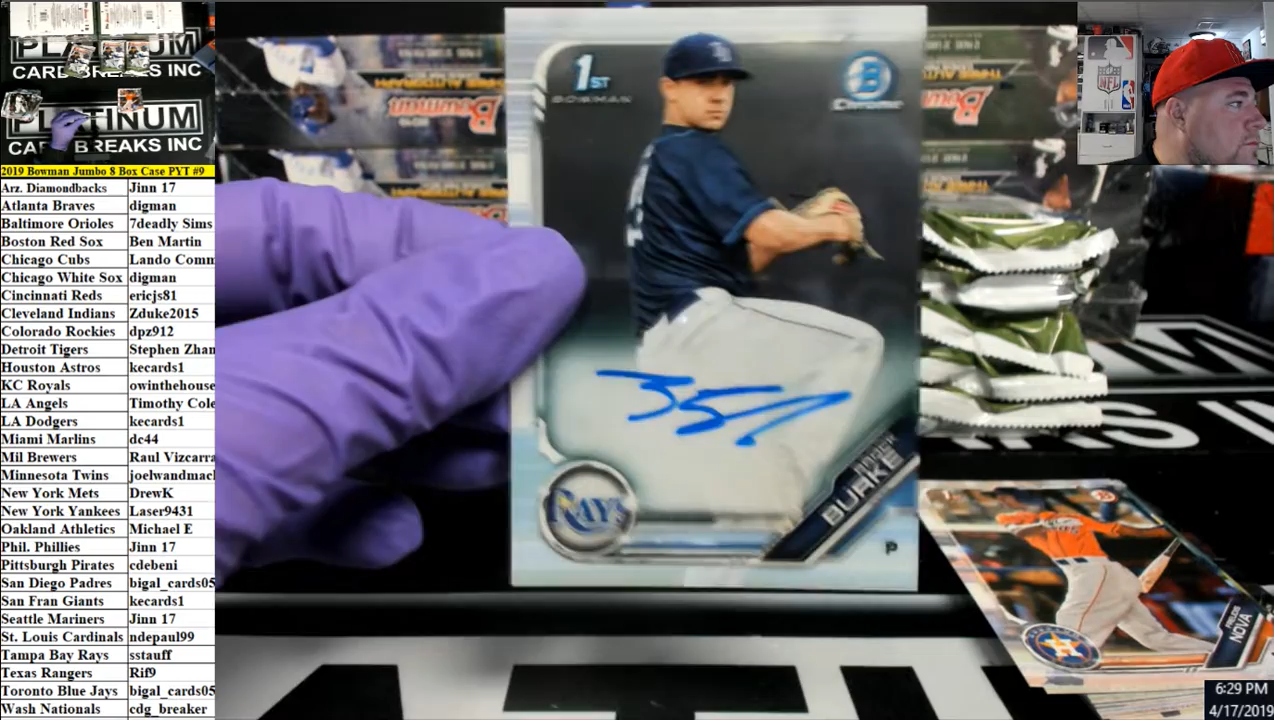 PLATINUM
CARD BREAKS INC
PLATINUM
CARD BREAKS INC
2019 Bowman Jumbo 8 Box Case PYT #9
Arz. Diamondbacks Jinn 17
Atlanta Braves digman
Baltimore Orioles 7deadly Sims
Boston Red Sox Ben Martin
Chicago Cubs Lando Comm
Chicago White Sox digman
Cincinnati Reds ericjs81
Cleveland Indians Zduke2015
Colorado Rockies dpz912
Detroit Tigers Stephen Zhan
Houston Astros kecards1
KC Royals owinthehouse
LA Angels Timothy Cole
LA Dodgers kecards1
Miami Marlins dc44
Mil Brewers Raul Vizcarra
Minnesota Twins joelwandmac
New York Mets DrewK
New York Yankees Laser9431
Oakland Athletics Michael E
Phil. Phillies Jinn 17
Pittsburgh Pirates cdebeni
San Diego Padres bigal_cards05
San Fran Giants kecards1
Seattle Mariners Jinn 17
St. Louis Cardinals ndepaul99
Tampa Bay Rays sstauff
Texas Rangers Rif9
Toronto Blue Jays bigal_cards05
Wash Nationals cdg_breaker
Bowman
1ST
BOWMAN
B
Chrome
TB
RAYS
BROCK
BURKE
P
Bowman
NFL
FREUDIS
NOVA
6:29 PM
4/17/2019